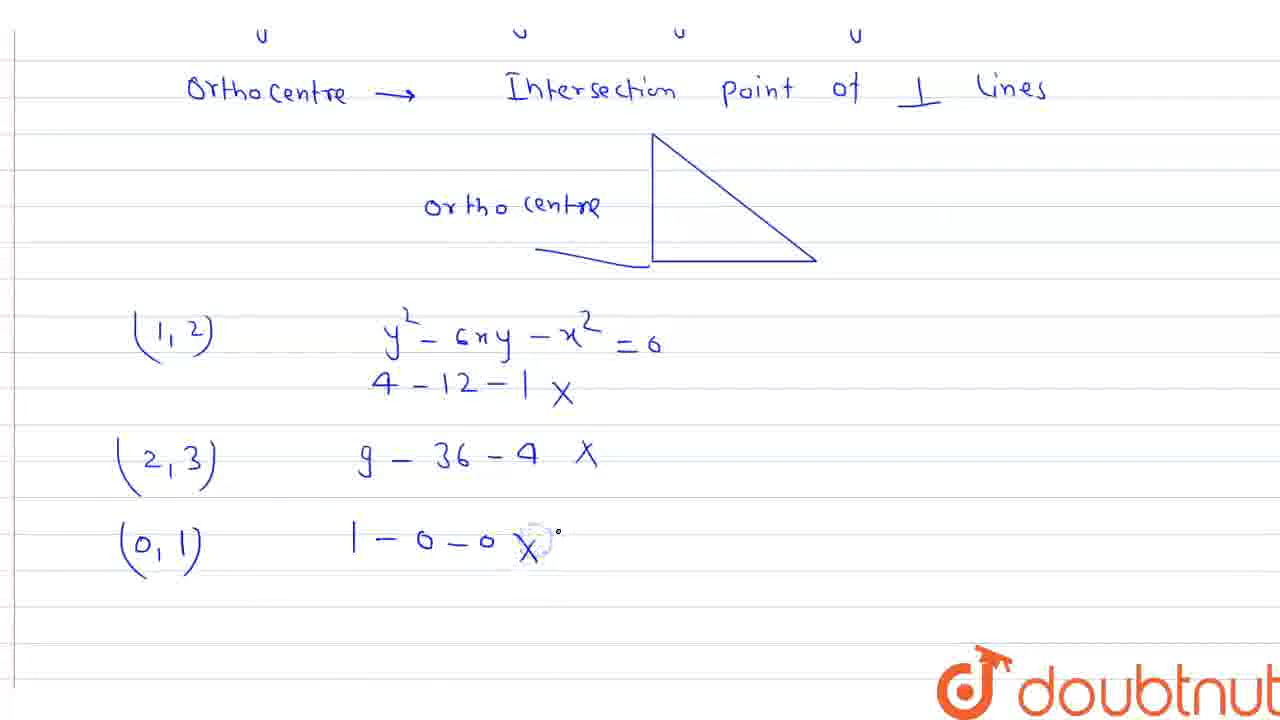 Orthocentre → Intersection point of ⊥ lines
Ortho centre
(1, 2) y² - 6xy - x² = 0
4 - 12 - 1 X
(2, 3) 9 - 36 - 4 X
(0, 1) 1 - 0 - 0 X
doubtnut